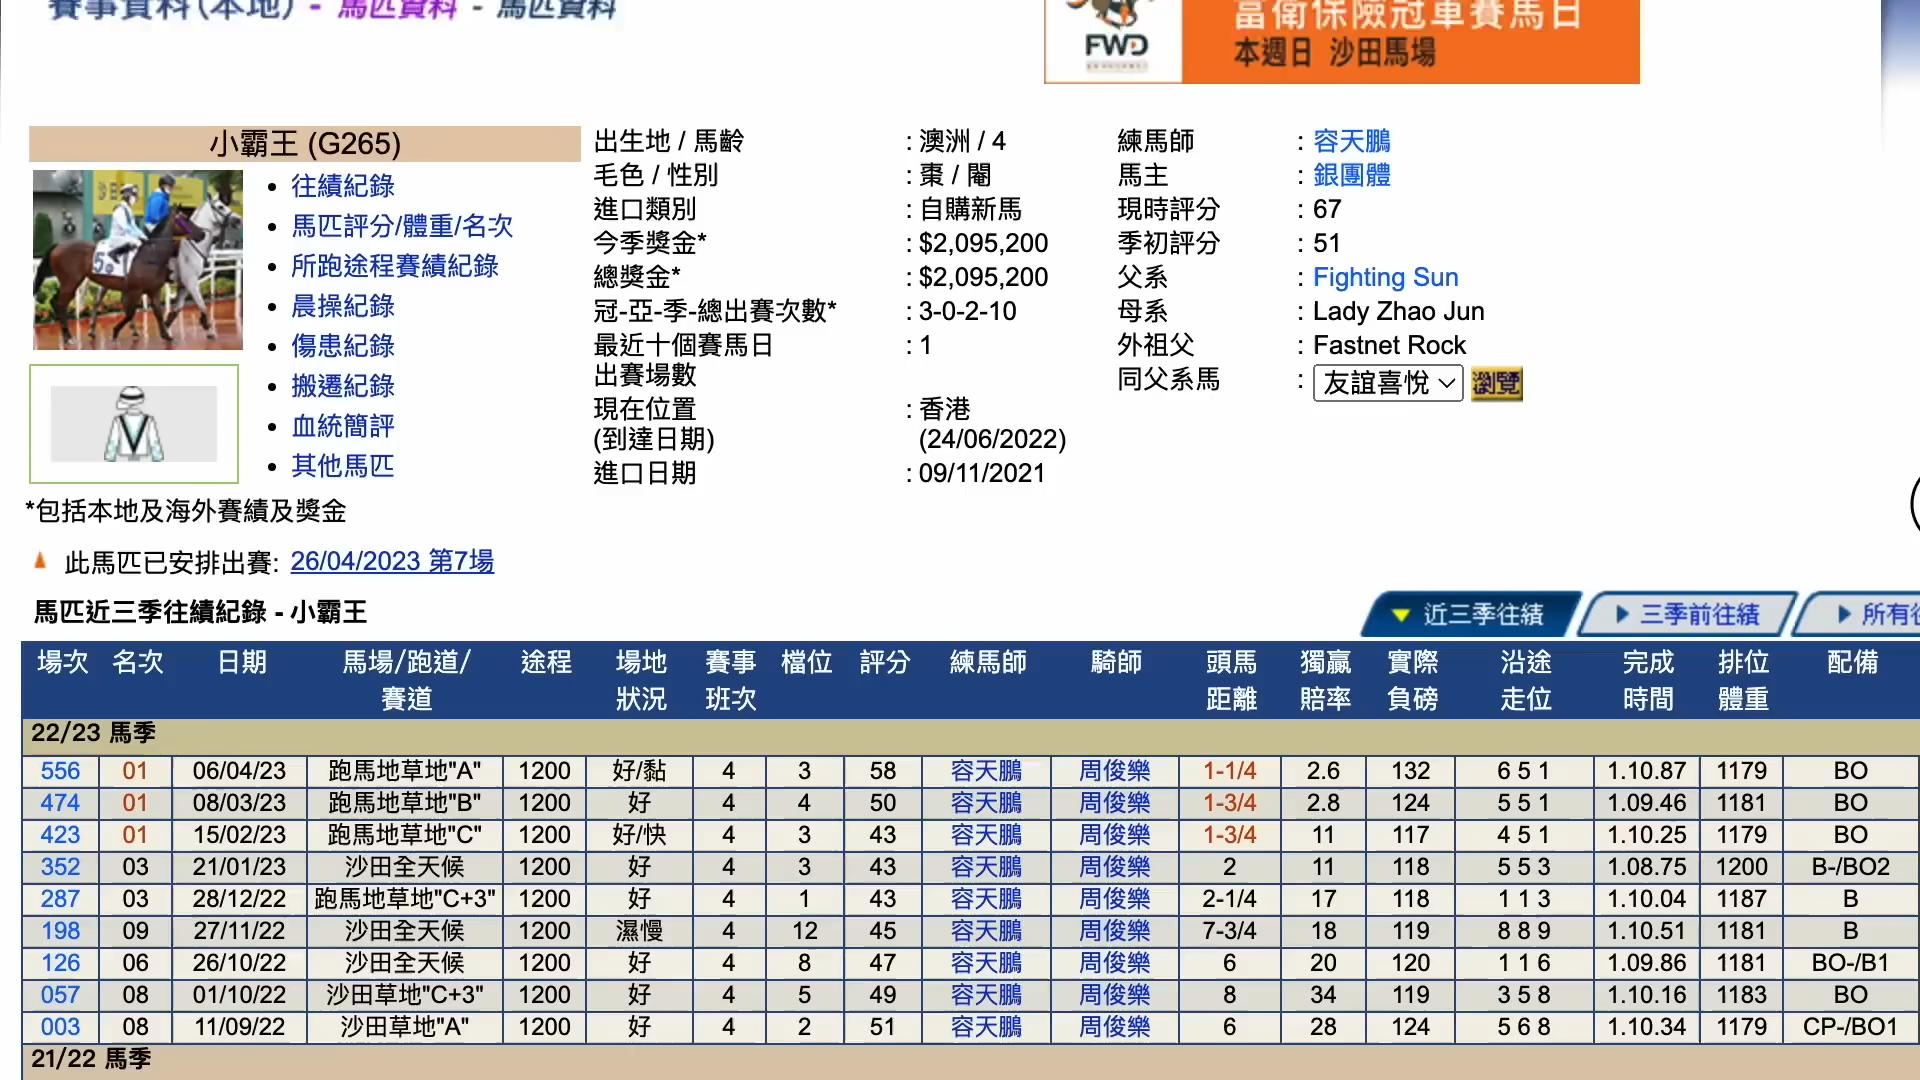 賽事資料(本地) - 馬匹資料 - 馬匹資料
富衛保險冠軍賽馬日
FWD
本週日 沙田馬場
小霸王 (G265)
往績紀錄
馬匹評分/體重/名次
所跑途程賽績紀錄
晨操紀錄
傷患紀錄
搬遷紀錄
血統簡評
其他馬匹
出生地 / 馬齡 : 澳洲 / 4
毛色 / 性別 : 棗 / 閹
進口類別 : 自購新馬
今季獎金* : $2,095,200
總獎金* : $2,095,200
冠-亞-季-總出賽次數* : 3-0-2-10
最近十個賽馬日 : 1
出賽場數
現在位置 : 香港
(到達日期) (24/06/2022)
進口日期 : 09/11/2021
練馬師 : 容天鵬
馬主 : 銀團體
現時評分 : 67
季初評分 : 51
父系 : Fighting Sun
母系 : Lady Zhao Jun
外祖父 : Fastnet Rock
同父系馬 : 友誼喜悅 瀏覽
*包括本地及海外賽績及獎金
此馬匹已安排出賽: 26/04/2023 第7場
馬匹近三季往績紀錄 - 小霸王
近三季往績 三季前往績 所有
場次 名次 日期 馬場/跑道/ 途程 場地 賽事 檔位 評分 練馬師 騎師 頭馬 獨贏 實際 沿途 完成 排位 配備
賽道 狀況 班次 距離 賠率 負磅 走位 時間 體重
22/23 馬季
556 01 06/04/23 跑馬地草地"A" 1200 好/黏 4 3 58 容天鵬 周俊樂 1-1/4 2.6 132 6 5 1 1.10.87 1179 BO
474 01 08/03/23 跑馬地草地"B" 1200 好 4 4 50 容天鵬 周俊樂 1-3/4 2.8 124 5 5 1 1.09.46 1181 BO
423 01 15/02/23 跑馬地草地"C" 1200 好/快 4 3 43 容天鵬 周俊樂 1-3/4 11 117 4 5 1 1.10.25 1179 BO
352 03 21/01/23 沙田全天候 1200 好 4 3 43 容天鵬 周俊樂 2 11 118 5 5 3 1.08.75 1200 B-/BO2
287 03 28/12/22 跑馬地草地"C+3" 1200 好 4 1 43 容天鵬 周俊樂 2-1/4 17 118 1 1 3 1.10.04 1187 B
198 09 27/11/22 沙田全天候 1200 濕慢 4 12 45 容天鵬 周俊樂 7-3/4 18 119 8 8 9 1.10.51 1181 B
126 06 26/10/22 沙田全天候 1200 好 4 8 47 容天鵬 周俊樂 6 20 120 1 1 6 1.09.86 1181 BO-/B1
057 08 01/10/22 沙田草地"C+3" 1200 好 4 5 49 容天鵬 周俊樂 8 34 119 3 5 8 1.10.16 1183 BO
003 08 11/09/22 沙田草地"A" 1200 好 4 2 51 容天鵬 周俊樂 6 28 124 5 6 8 1.10.34 1179 CP-/BO1
21/22 馬季